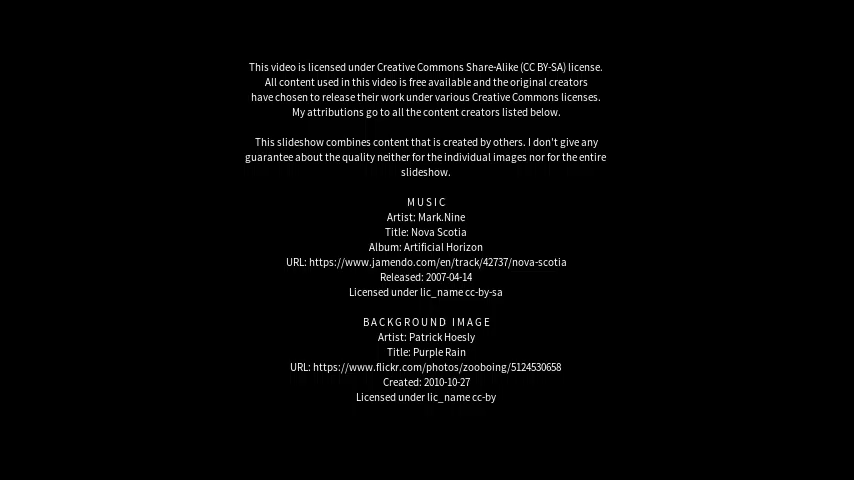 This video is licensed under Creative Commons Share-Alike (CC BY-SA) license.
All content used in this video is free available and the original creators
have chosen to release their work under various Creative Commons licenses.
My attributions go to all the content creators listed below.
This slideshow combines content that is created by others. I don't give any
guarantee about the quality neither for the individual images nor for the entire
slideshow.
MUSIC
Artist: Mark.Nine
Title: Nova Scotia
Album: Artificial Horizon
URL: https://www.jamendo.com/en/track/42737/nova-scotia
Released: 2007-04-14
Licensed under lic_name cc-by-sa
BACKGROUND IMAGE
Artist: Patrick Hoesly
Title: Purple Rain
URL: https://www.flickr.com/photos/zooboing/5124530658
Created: 2010-10-27
Licensed under lic_name cc-by